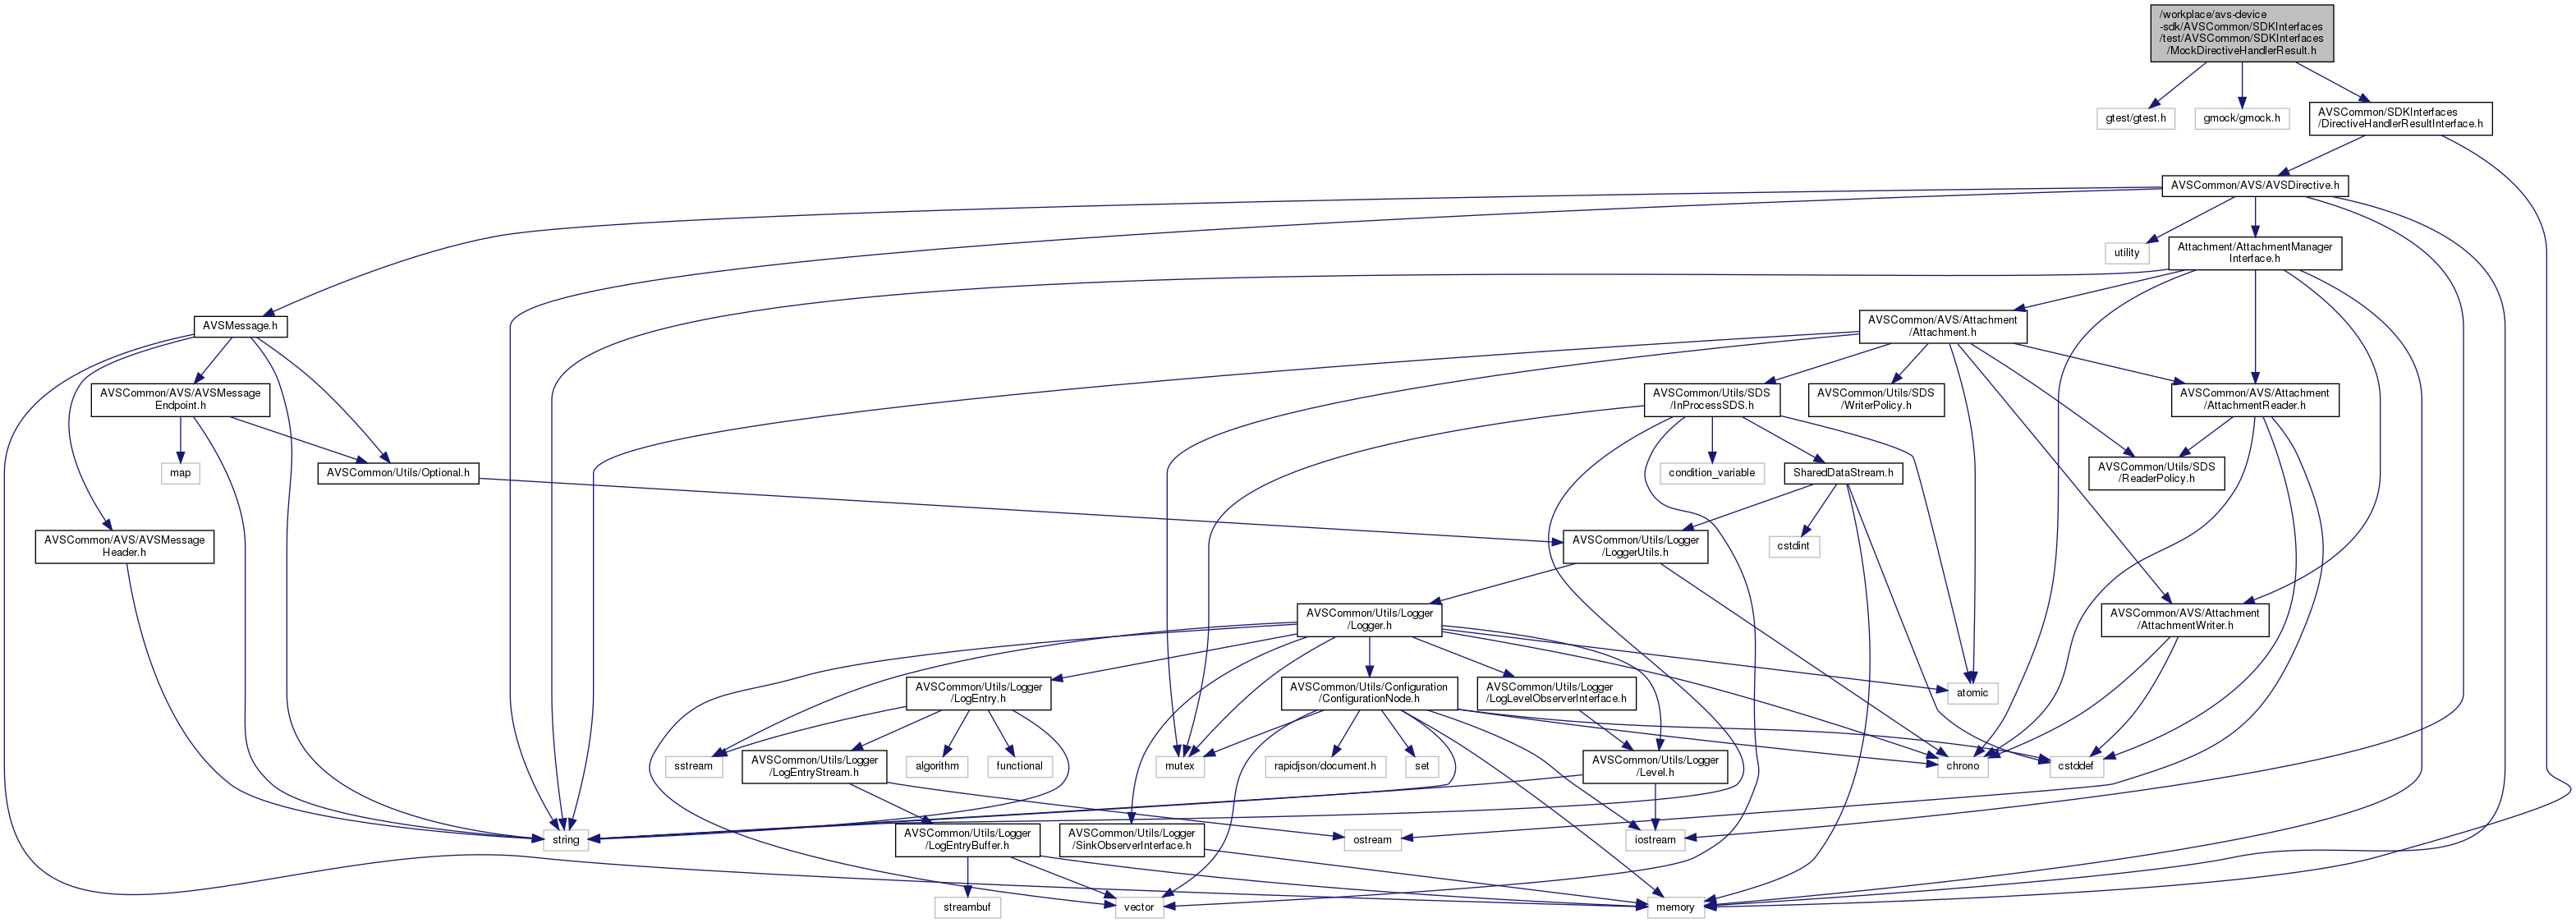 /workplace/avs-device
-sdk/AVSCommon/SDKInterfaces
/test/AVSCommon/SDKInterfaces
/MockDirectiveHandlerResult.h
gtest/gtest.h
gmock/gmock.h
AVSCommon/SDKInterfaces
/DirectiveHandlerResultInterface.h
AVSCommon/AVS/AVSDirective.h
utility
Attachment/AttachmentManager
Interface.h
AVSMessage.h
AVSCommon/AVS/Attachment
/Attachment.h
AVSCommon/AVS/AVSMessage
Endpoint.h
AVSCommon/Utils/SDS
/InProcessSDS.h
AVSCommon/Utils/SDS
/WriterPolicy.h
AVSCommon/AVS/Attachment
/AttachmentReader.h
map
AVSCommon/Utils/Optional.h
condition_variable
SharedDataStream.h
AVSCommon/Utils/SDS
/ReaderPolicy.h
AVSCommon/AVS/AVSMessage
Header.h
AVSCommon/Utils/Logger
/LoggerUtils.h
cstdint
AVSCommon/Utils/Logger
/Logger.h
AVSCommon/AVS/Attachment
/AttachmentWriter.h
AVSCommon/Utils/Logger
/LogEntry.h
AVSCommon/Utils/Configuration
/ConfigurationNode.h
AVSCommon/Utils/Logger
/LogLevelObserverInterface.h
atomic
sstream
AVSCommon/Utils/Logger
/LogEntryStream.h
algorithm
functional
mutex
rapidjson/document.h
set
AVSCommon/Utils/Logger
/Level.h
chrono
cstddef
string
AVSCommon/Utils/Logger
/LogEntryBuffer.h
AVSCommon/Utils/Logger
/SinkObserverInterface.h
ostream
iostream
streambuf
vector
memory